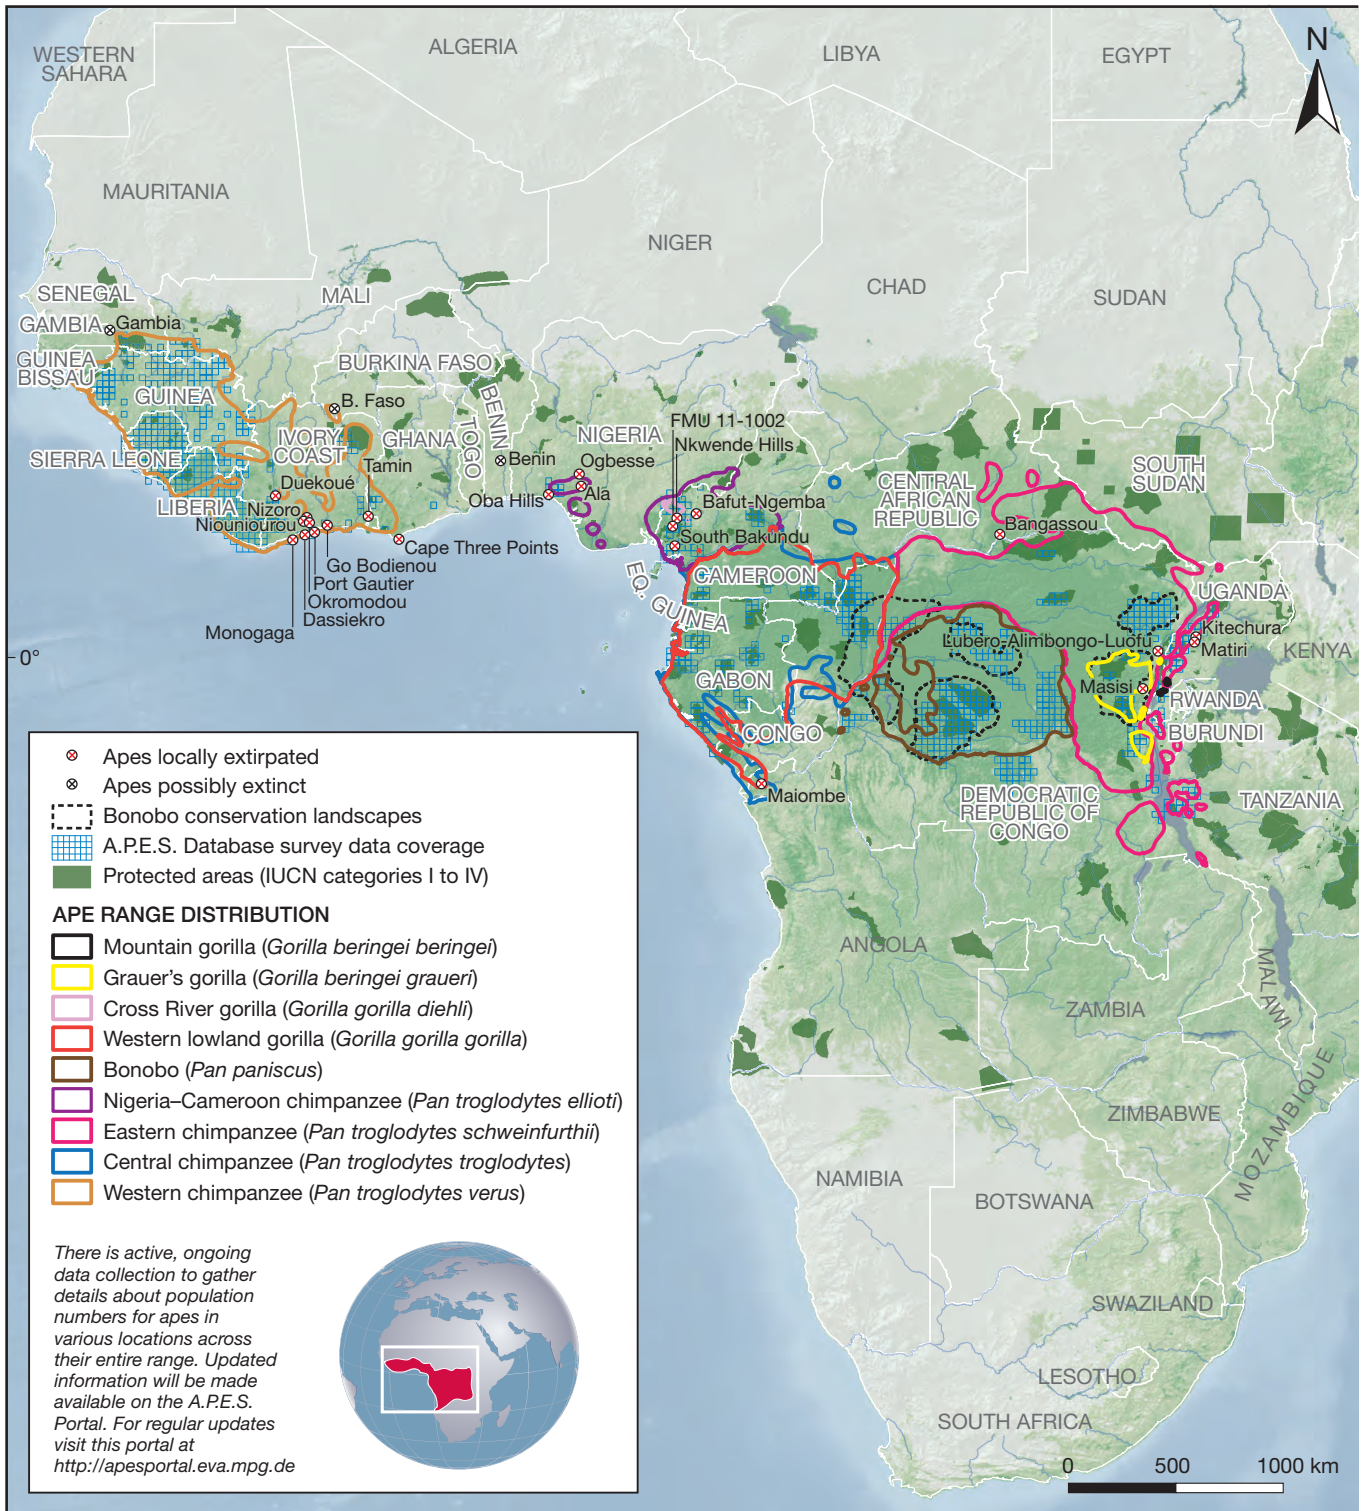 WESTERN
SAHARA
ALGERIA
LIBYA
EGYPT
N
MAURITANIA
NIGER
MALI
CHAD
SUDAN
SENEGAL
GAMBIA
Gambia
GUINEA
BISSAU
GUINEA
BURKINA FASO
B. Faso
SIERRA LEONE
IVORY
COAST
GHANA
TOGO
BENIN
Benin
NIGERIA
FMU 11-1002
Nkwende Hills
Ogbesse
Oba Hills
Ala
Tamin
Duekoué
LIBERIA
Nizoro
Niouniourou
Bafut-Ngemba
South Bakundu
CENTRAL
AFRICAN
REPUBLIC
SOUTH
SUDAN
Bangassou
Cape Three Points
Go Bodienou
Port Gautier
Okromodou
Dassiekro
Monogaga
CAMEROON
EQ. GUINEA
UGANDA
Kitechura
Matiri
KENYA
Lubero-Alimbongo-Luofu
0°
GABON
Masisi
RWANDA
BURUNDI
CONGO
Maiombe
DEMOCRATIC
REPUBLIC OF
CONGO
TANZANIA
ANGOLA
ZAMBIA
MALAWI
MOZAMBIQUE
ZIMBABWE
NAMIBIA
BOTSWANA
SWAZILAND
LESOTHO
SOUTH AFRICA
0 500 1000 km
Apes locally extirpated
Apes possibly extinct
Bonobo conservation landscapes
A.P.E.S. Database survey data coverage
Protected areas (IUCN categories I to IV)
APE RANGE DISTRIBUTION
Mountain gorilla (Gorilla beringei beringei)
Grauer's gorilla (Gorilla beringei graueri)
Cross River gorilla (Gorilla gorilla diehli)
Western lowland gorilla (Gorilla gorilla gorilla)
Bonobo (Pan paniscus)
Nigeria–Cameroon chimpanzee (Pan troglodytes ellioti)
Eastern chimpanzee (Pan troglodytes schweinfurthii)
Central chimpanzee (Pan troglodytes troglodytes)
Western chimpanzee (Pan troglodytes verus)
There is active, ongoing
data collection to gather
details about population
numbers for apes in
various locations across
their entire range. Updated
information will be made
available on the A.P.E.S.
Portal. For regular updates
visit this portal at
http://apesportal.eva.mpg.de